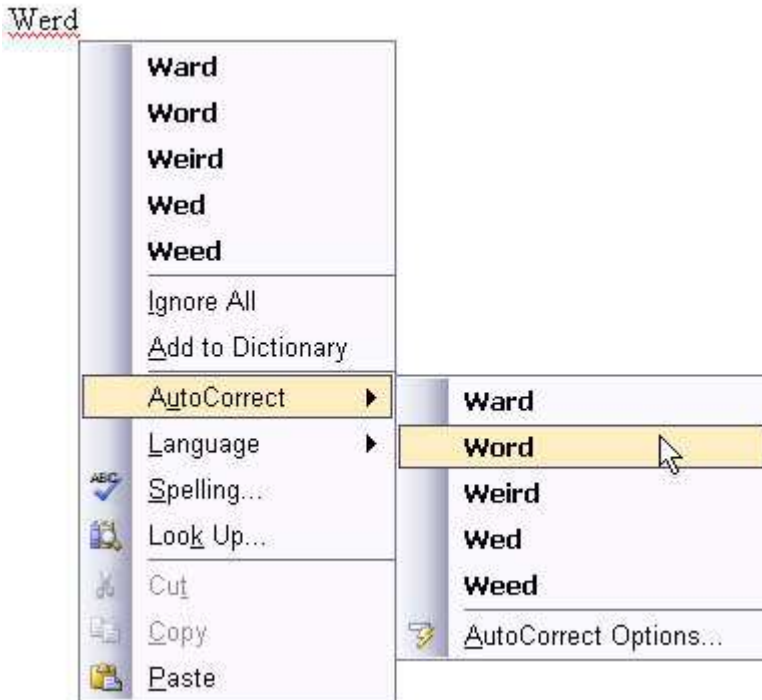 Werd
Ward
Word
Weird
Wed
Weed
Ignore All
Add to Dictionary
AutoCorrect
Language
ABC
Spelling...
Look Up...
Cut
Copy
Paste
Ward
Word
Weird
Wed
Weed
AutoCorrect Options...